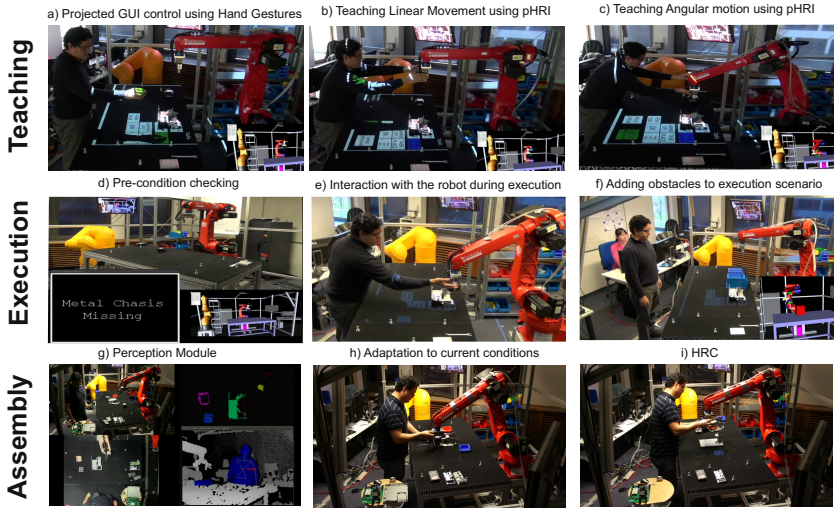 a) Projected GUI control using Hand Gestures
b) Teaching Linear Movement using pHRI
c) Teaching Angular motion using pHRI
Teaching
d) Pre-condition checking
e) Interaction with the robot during execution
f) Adding obstacles to execution scenario
Execution
Metal Chasis
Missing
g) Perception Module
h) Adaptation to current conditions
i) HRC
Assembly